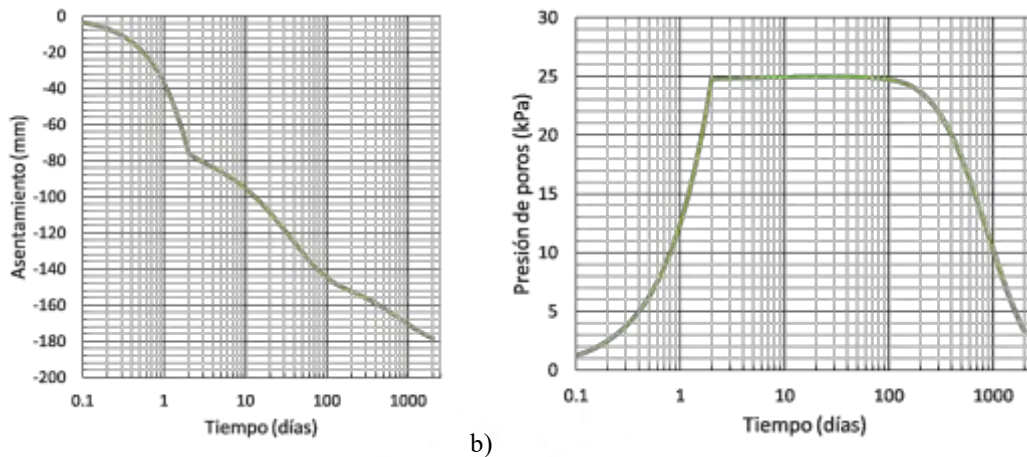 0
-20
-40
-60
-80
-100
-120
-140
-160
-180
-200
Asentamiento (mm)
0.1 1 10 100 1000
Tiempo (días)
b)
30
25
20
15
10
5
0
Presión de poros (kPa)
0.1 1 10 100 1000
Tiempo (días)